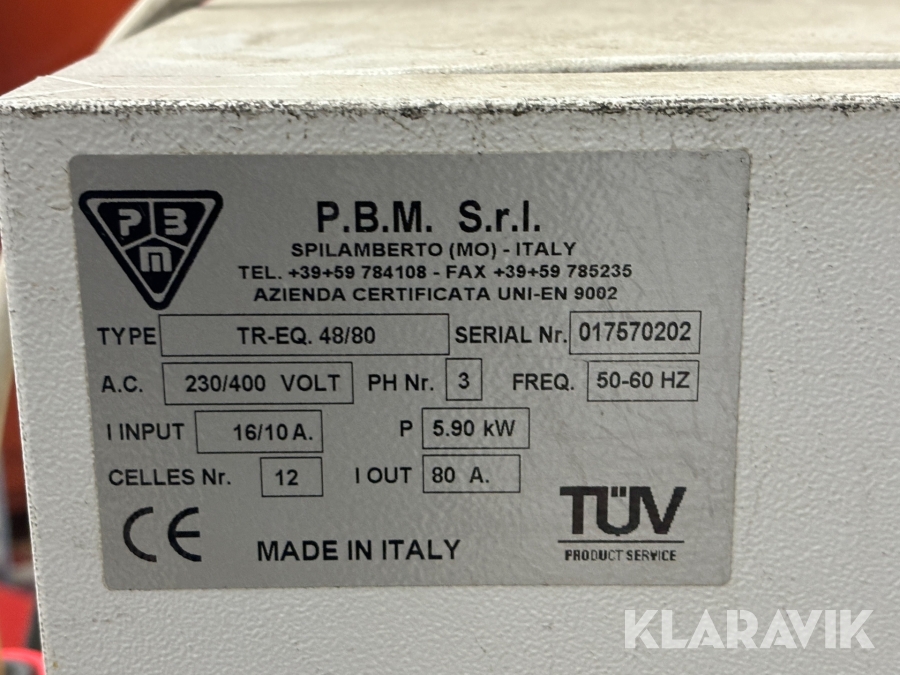 P B M
P.B.M. S.r.l.
SPILAMBERTO (MO) - ITALY
TEL. +39+59 784108 - FAX +39+59 785235
AZIENDA CERTIFICATA UNI-EN 9002
TYPE TR-EQ. 48/80 SERIAL Nr. 017570202
A.C. 230/400 VOLT PH Nr. 3 FREQ. 50-60 HZ
I INPUT 16/10 A. P 5.90 kW
CELLES Nr. 12 I OUT 80 A.
CE MADE IN ITALY
TÜV
PRODUCT SERVICE
KLARAVIK